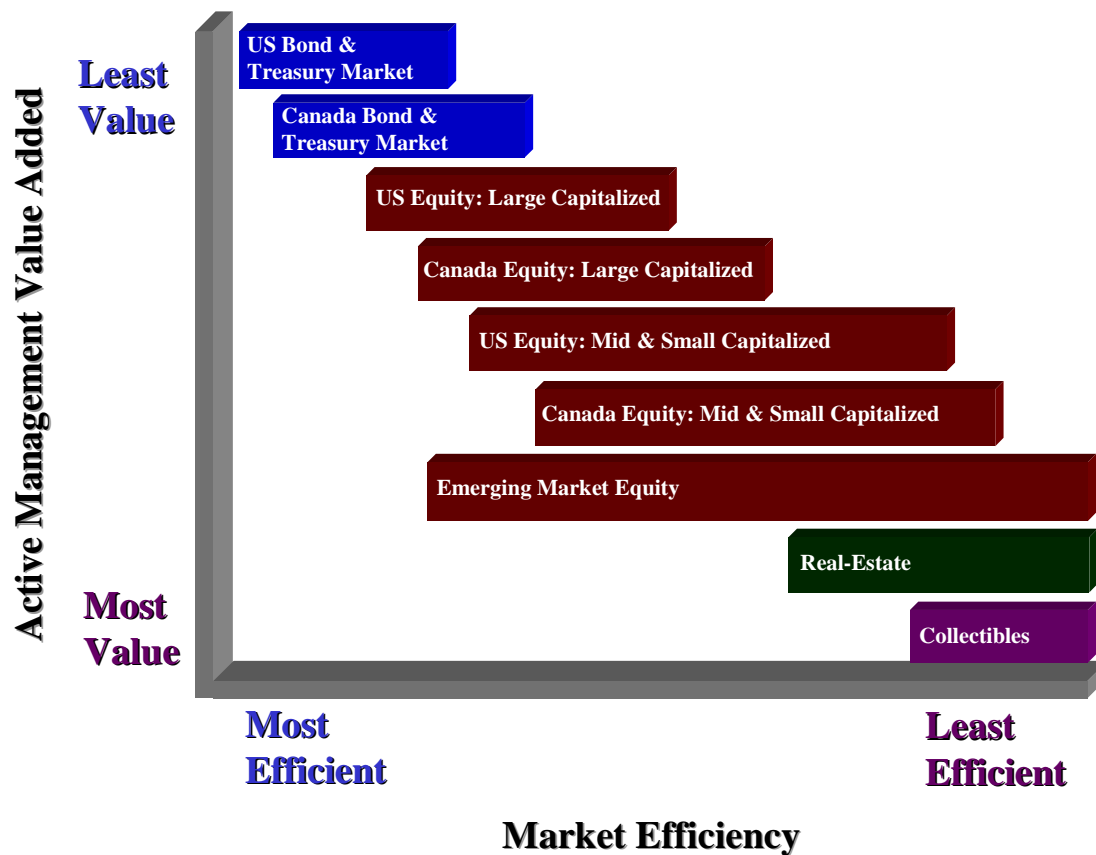 Active Management Value Added
Least
Value
US Bond &
Treasury Market
Canada Bond &
Treasury Market
US Equity: Large Capitalized
Canada Equity: Large Capitalized
US Equity: Mid & Small Capitalized
Canada Equity: Mid & Small Capitalized
Emerging Market Equity
Real-Estate
Most
Value
Collectibles
Most
Efficient
Least
Efficient
Market Efficiency